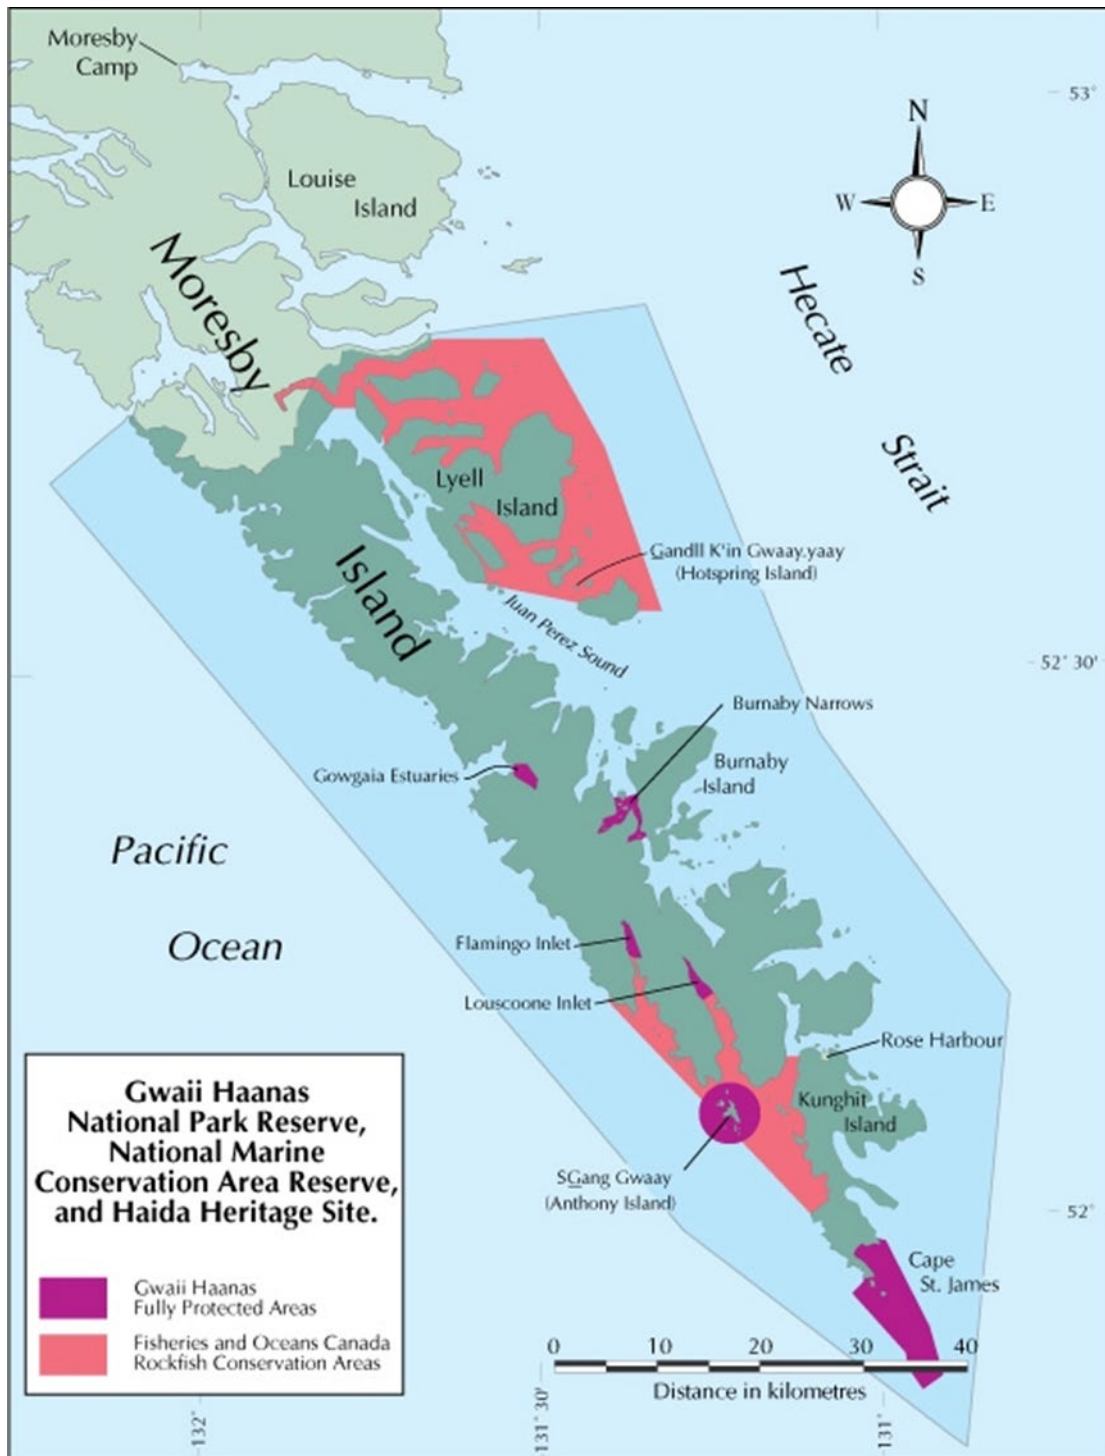 Moresby
Camp
53°
N
W
E
S
Louise
Island
Moresby
Hecate
Strait
Lyell
Island
Gandll K'in Gwaay.yaay
(Hotspring Island)
Island
Juan Perez Sound
52° 30'
Burnaby Narrows
Burnaby
Island
Gowgaia Estuaries
Pacific
Ocean
Flamingo Inlet
Louscoone Inlet
Rose Harbour
Kunghit
Island
SGang Gwaay
(Anthony Island)
52°
Cape
St. James
Gwaii Haanas
National Park Reserve,
National Marine
Conservation Area Reserve,
and Haida Heritage Site.
Gwaii Haanas
Fully Protected Areas
Fisheries and Oceans Canada
Rockfish Conservation Areas
0 10 20 30 40
Distance in kilometres
132°
131° 30'
131°